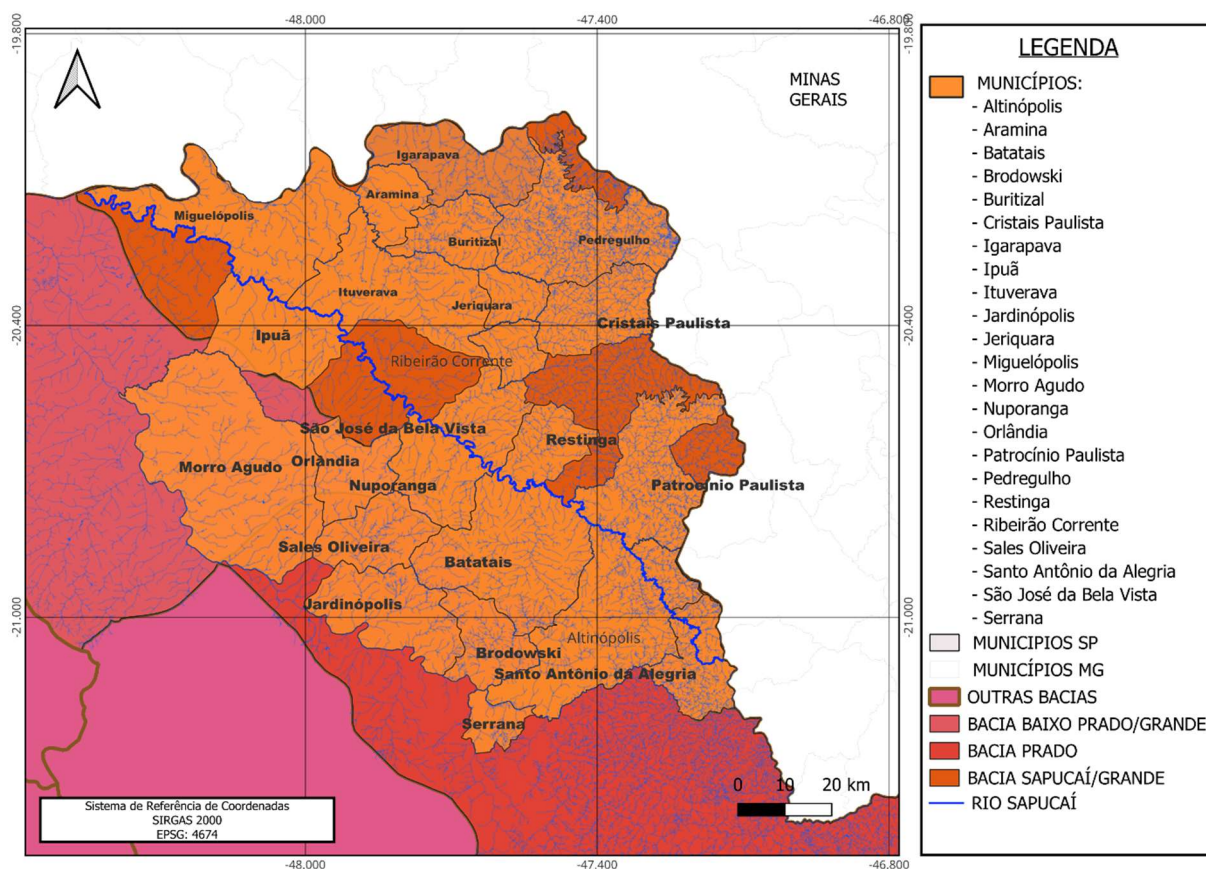 -48.000
-47.400
-46.800
-19.800
-19.800
MINAS
GERAIS
Igarapava
Aramina
Miguelópolis
Buritizal
Pedregulho
Ituverava
Jeriquara
Cristais Paulista
-20.400
-20.400
Ipuã
Ribeirão Corrente
São José da Bela Vista
Restinga
Morro Agudo
Orlândia
Nuporanga
Patrocínio Paulista
Sales Oliveira
Batatais
Jardinópolis
-21.000
-21.000
Altinópolis
Brodowski
Santo Antônio da Alegria
Serrana
0 10 20 km
Sistema de Referência de Coordenadas
SIRGAS 2000
EPSG: 4674
-48.000
-47.400
-46.800
LEGENDA
MUNICÍPIOS:
- Altinópolis
- Aramina
- Batatais
- Brodowski
- Buritizal
- Cristais Paulista
- Igarapava
- Ipuã
- Ituverava
- Jardinópolis
- Jeriquara
- Miguelópolis
- Morro Agudo
- Nuporanga
- Orlândia
- Patrocínio Paulista
- Pedregulho
- Restinga
- Ribeirão Corrente
- Sales Oliveira
- Santo Antônio da Alegria
- São José da Bela Vista
- Serrana
MUNICIPIOS SP
MUNICÍPIOS MG
OUTRAS BACIAS
BACIA BAIXO PRADO/GRANDE
BACIA PRADO
BACIA SAPUCAÍ/GRANDE
RIO SAPUCAÍ